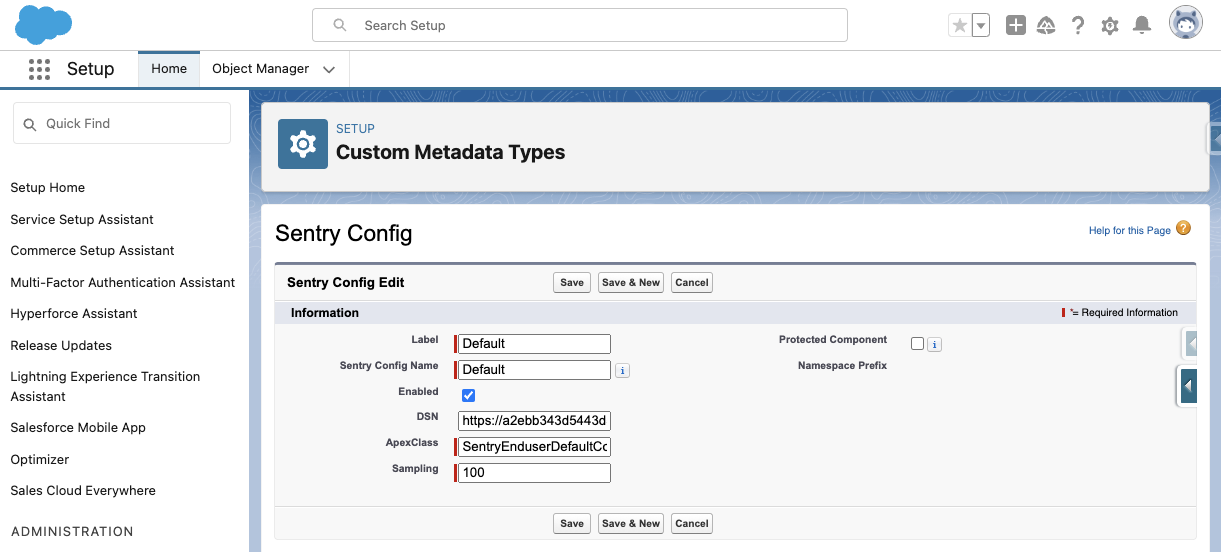 Search Setup
Setup
Home
Object Manager
Quick Find
Setup Home
Service Setup Assistant
Commerce Setup Assistant
Multi-Factor Authentication Assistant
Hyperforce Assistant
Release Updates
Lightning Experience Transition
Assistant
Salesforce Mobile App
Optimizer
Sales Cloud Everywhere
ADMINISTRATION
SETUP
Custom Metadata Types
Sentry Config
Help for this Page ?
Sentry Config Edit
Save
Save & New
Cancel
Information
*= Required Information
Label
Default
Protected Component
i
Sentry Config Name
Default
i
Namespace Prefix
Enabled
DSN
https://a2ebb343d5443d
ApexClass
SentryEnduserDefaultCo
Sampling
100
Save
Save & New
Cancel